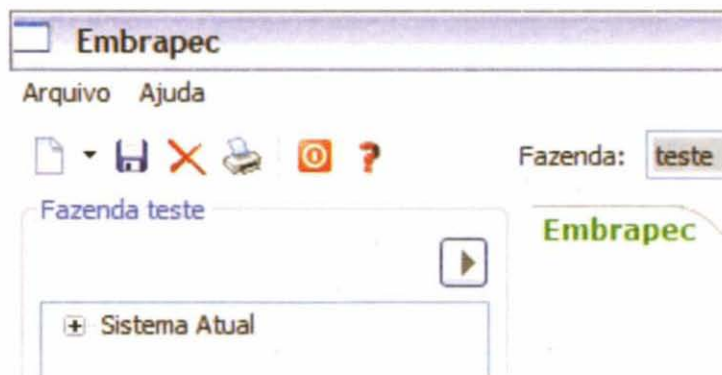 Embrapec
Arquivo Ajuda
Fazenda: teste
Fazenda teste
Embrapec
Sistema Atual